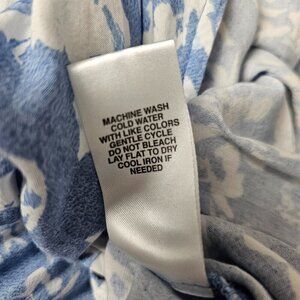 MACHINE WASH
COLD WATER
WITH LIKE COLORS
GENTLE CYCLE
DO NOT BLEACH
LAY FLAT TO DRY
COOL IRON IF
NEEDED